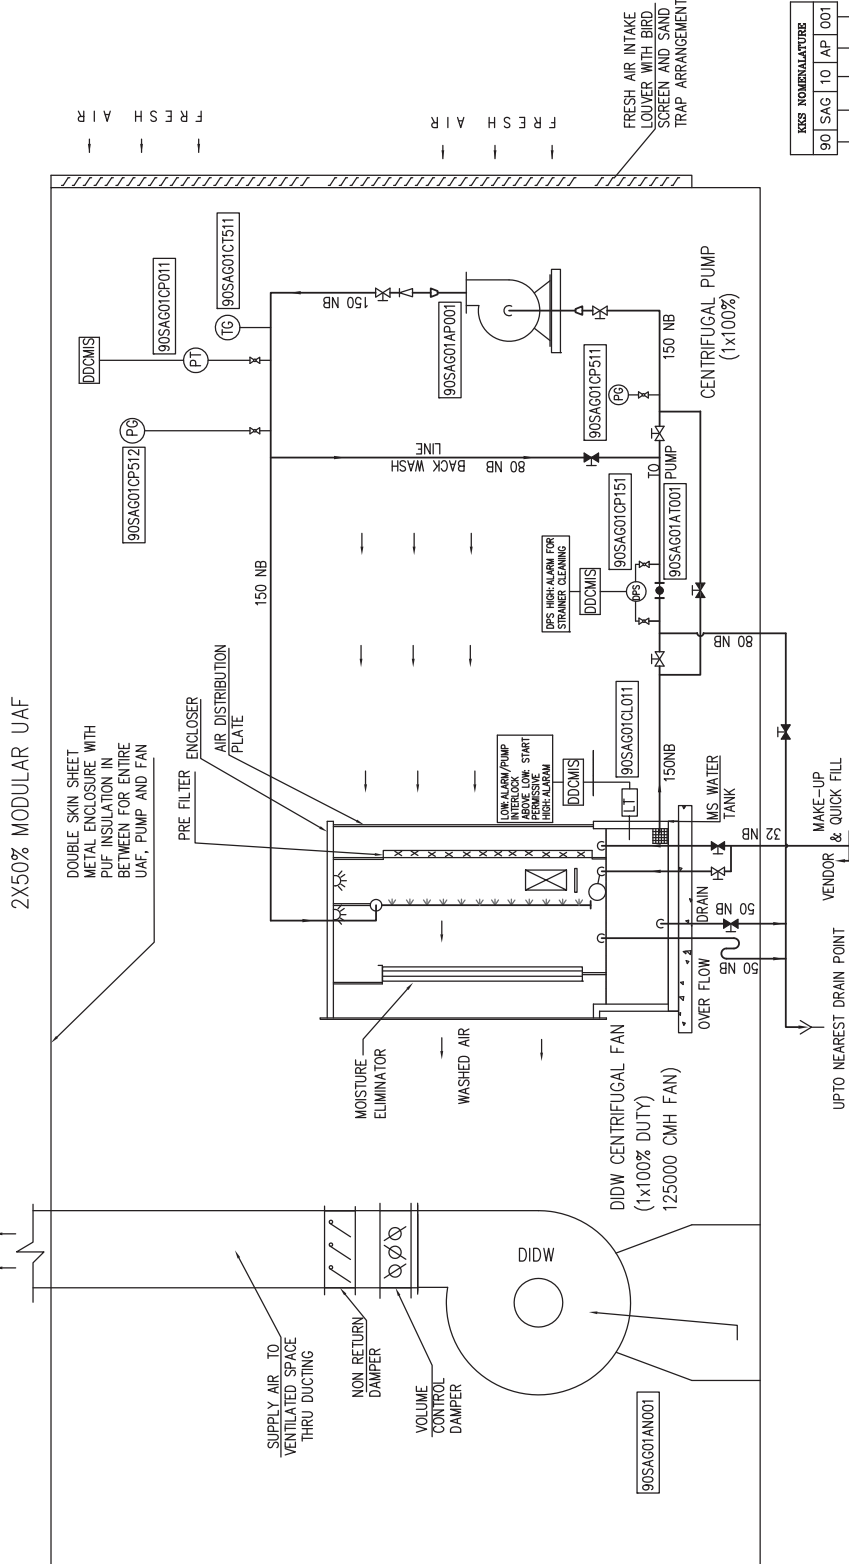 2X50% MODULAR UAF
DOUBLE SKIN SHEET
METAL ENCLOSURE WITH
PUF INSULATION IN
BETWEEN FOR ENTIRE
UAF, PUMP AND FAN
PRE FILTER
ENCLOSER
AIR DISTRIBUTION
PLATE
150 NB
90SAG01CP512
PG
DDCMIS
PT
90SAG01CP011
TG
90SAG01CT511
FRESH AIR
FRESH AIR
FRESH AIR INTAKE
LOUVER WITH BIRD
SCREEN AND SAND
TRAP ARRANGEMENT
KKS NOMENALATURE
90 SAG 10 AP 001
150 NB
90SAG01AP001
CENTRIFUGAL PUMP
(1x100%)
150 NB
90SAG01CP511
PG
80 NB BACK WASH
LINE
TO PUMP
90SAG01CP151
90SAG01AT001
DPS HIGH:ALARM FOR
STRAINER CLEANING
DDCMIS
DPS
80 NB
90SAG01CL011
LOW:ALARM/PUMP
INTERLOCK
ABOVE LOW: START
PERMISSIVE
HIGH:ALARAM
DDCMIS
LT
150NB
MS WATER
TANK
32 NB
MAKE-UP
& QUICK FILL
VENDOR
DRAIN
50 NB
50 NB
OVER FLOW
UPTO NEAREST DRAIN POINT
MOISTURE
ELIMINATOR
WASHED AIR
DIDW CENTRIFUGAL FAN
(1x100% DUTY)
125000 CMH FAN)
DIDW
SUPPLY AIR TO
VENTILATED SPACE
THRU DUCTING
NON RETURN
DAMPER
VOLUME
CONTROL
DAMPER
90SAG01AN001